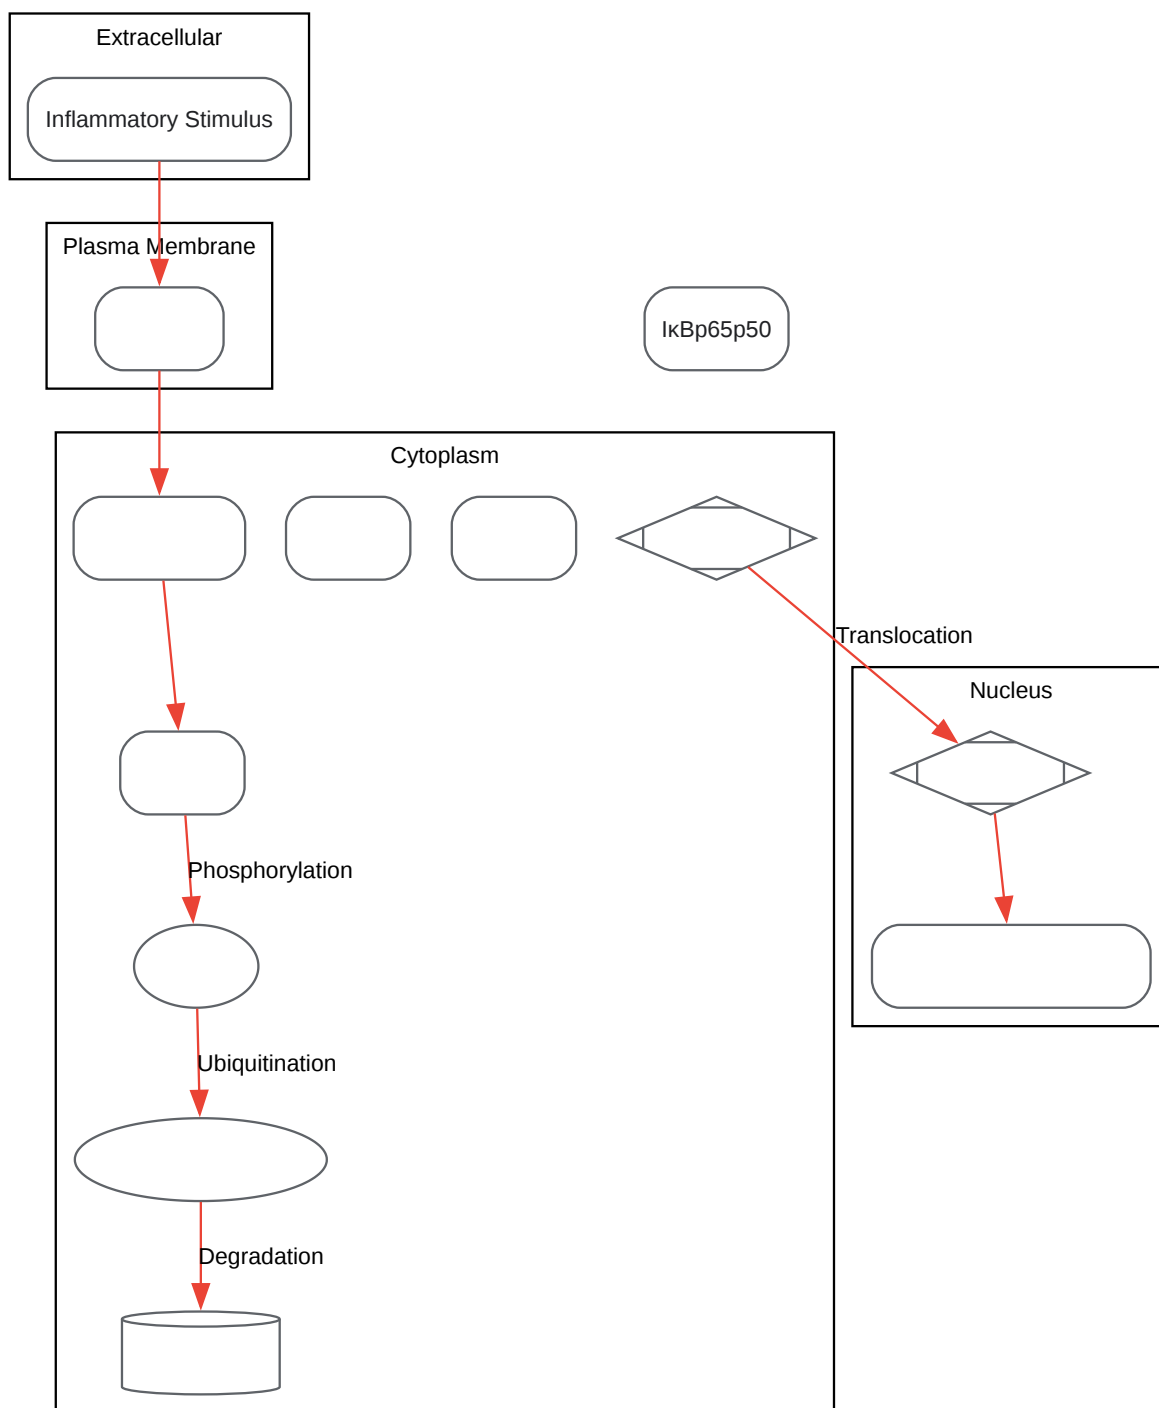 Extracellular
Inflammatory Stimulus
Plasma Membrane
IκBp65p50
Cytoplasm
Translocation
Nucleus
Phosphorylation
Ubiquitination
Degradation